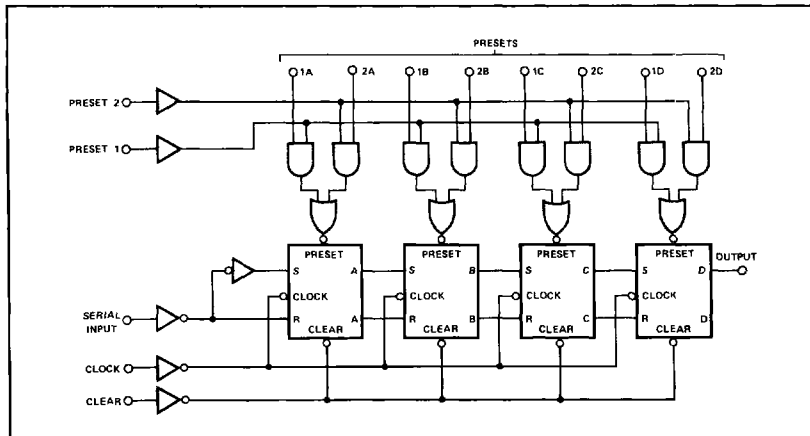 PRESETS
1A 2A 1B 2B 1C 2C 1D 2D
PRESET 2
PRESET 1
PRESET PRESET PRESET PRESET
S A S B S C S D OUTPUT
CLOCK CLOCK CLOCK CLOCK
SERIAL INPUT
R A R B R C R D
CLEAR CLEAR CLEAR CLEAR
CLOCK
CLEAR